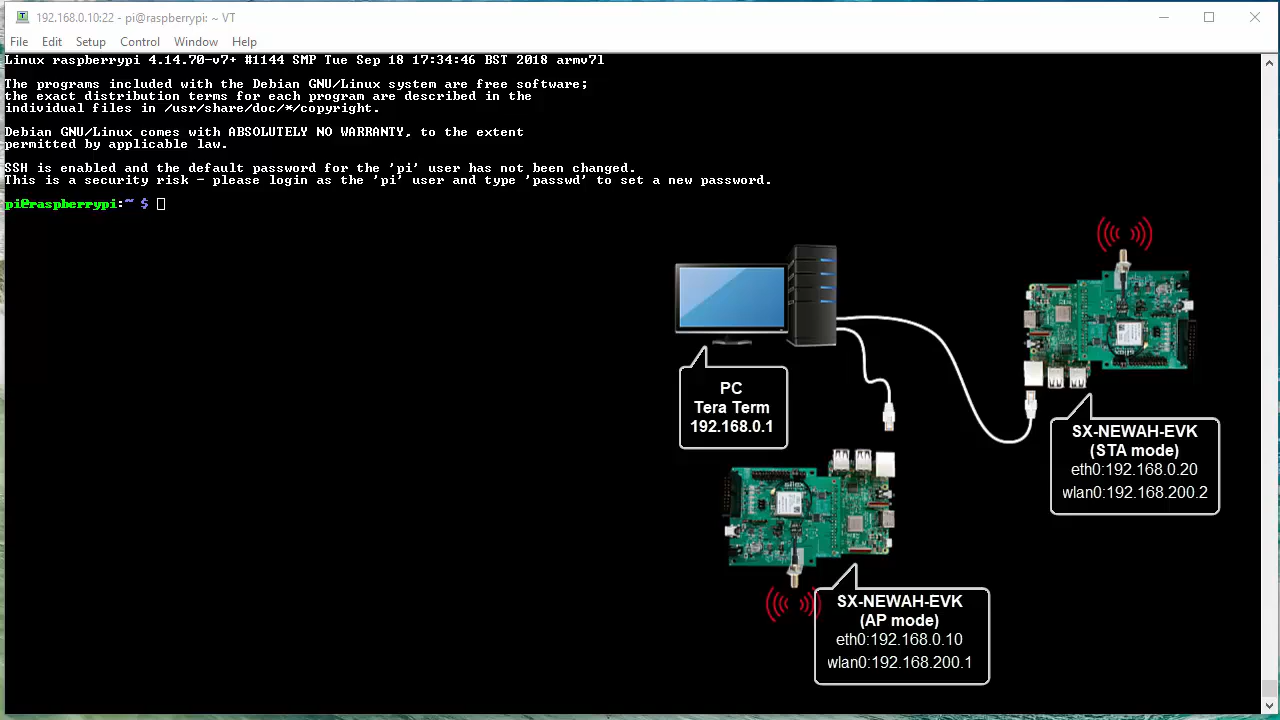 192.168.0.10:22 - pi@raspberrypi: ~ VT
File Edit Setup Control Window Help
Linux raspberrypi 4.14.70-v7+ #1144 SMP Tue Sep 18 17:34:46 BST 2018 armv7l
The programs included with the Debian GNU/Linux system are free software;
the exact distribution terms for each program are described in the
individual files in /usr/share/doc/*/copyright.
Debian GNU/Linux comes with ABSOLUTELY NO WARRANTY, to the extent
permitted by applicable law.
SSH is enabled and the default password for the 'pi' user has not been changed.
This is a security risk - please login as the 'pi' user and type 'passwd' to set a new password.
pi@raspberrypi:~ $
PC
Tera Term
192.168.0.1
SX-NEWAH-EVK
(STA mode)
eth0:192.168.0.20
wlan0:192.168.200.2
silex
SX-NEWAH-EVK
(AP mode)
eth0:192.168.0.10
wlan0:192.168.200.1